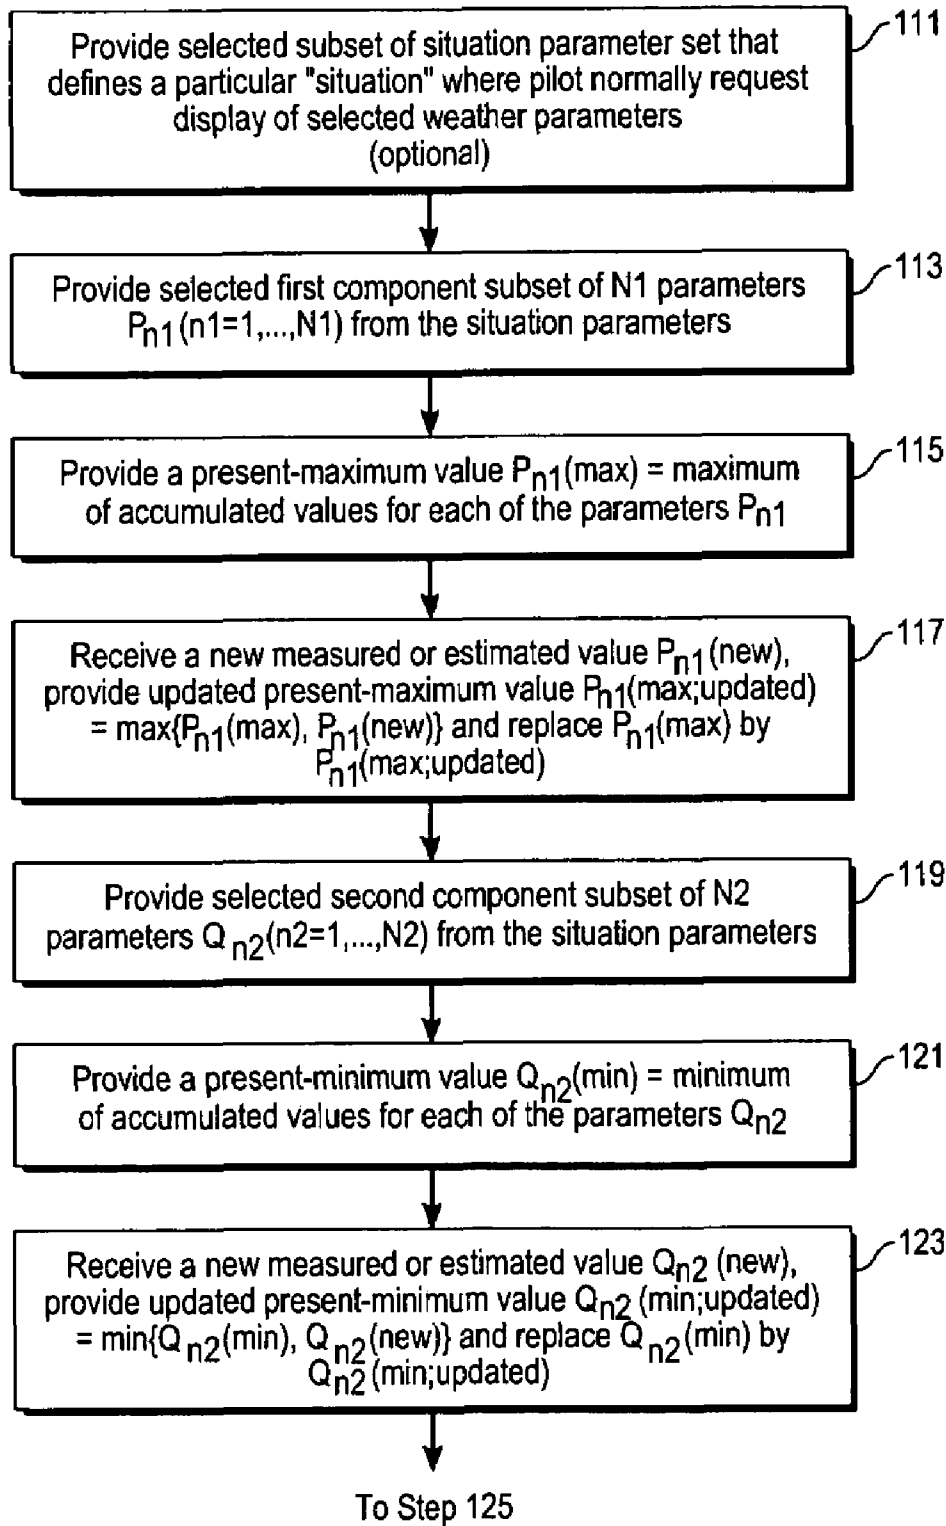 Provide selected subset of situation parameter set that
defines a particular "situation" where pilot normally request
display of selected weather parameters
(optional)
111
Provide selected first component subset of N1 parameters
Pn1(n1=1,...,N1) from the situation parameters
113
Provide a present-maximum value Pn1(max) = maximum
of accumulated values for each of the parameters Pn1
115
Receive a new measured or estimated value Pn1(new),
provide updated present-maximum value Pn1(max;updated)
= max{Pn1(max), Pn1(new)} and replace Pn1(max) by
Pn1(max;updated)
117
Provide selected second component subset of N2
parameters Qn2(n2=1,...,N2) from the situation parameters
119
Provide a present-minimum value Qn2(min) = minimum
of accumulated values for each of the parameters Qn2
121
Receive a new measured or estimated value Qn2(new),
provide updated present-minimum value Qn2(min;updated)
= min{Qn2(min), Qn2(new)} and replace Qn2(min) by
Qn2(min;updated)
123
To Step 125